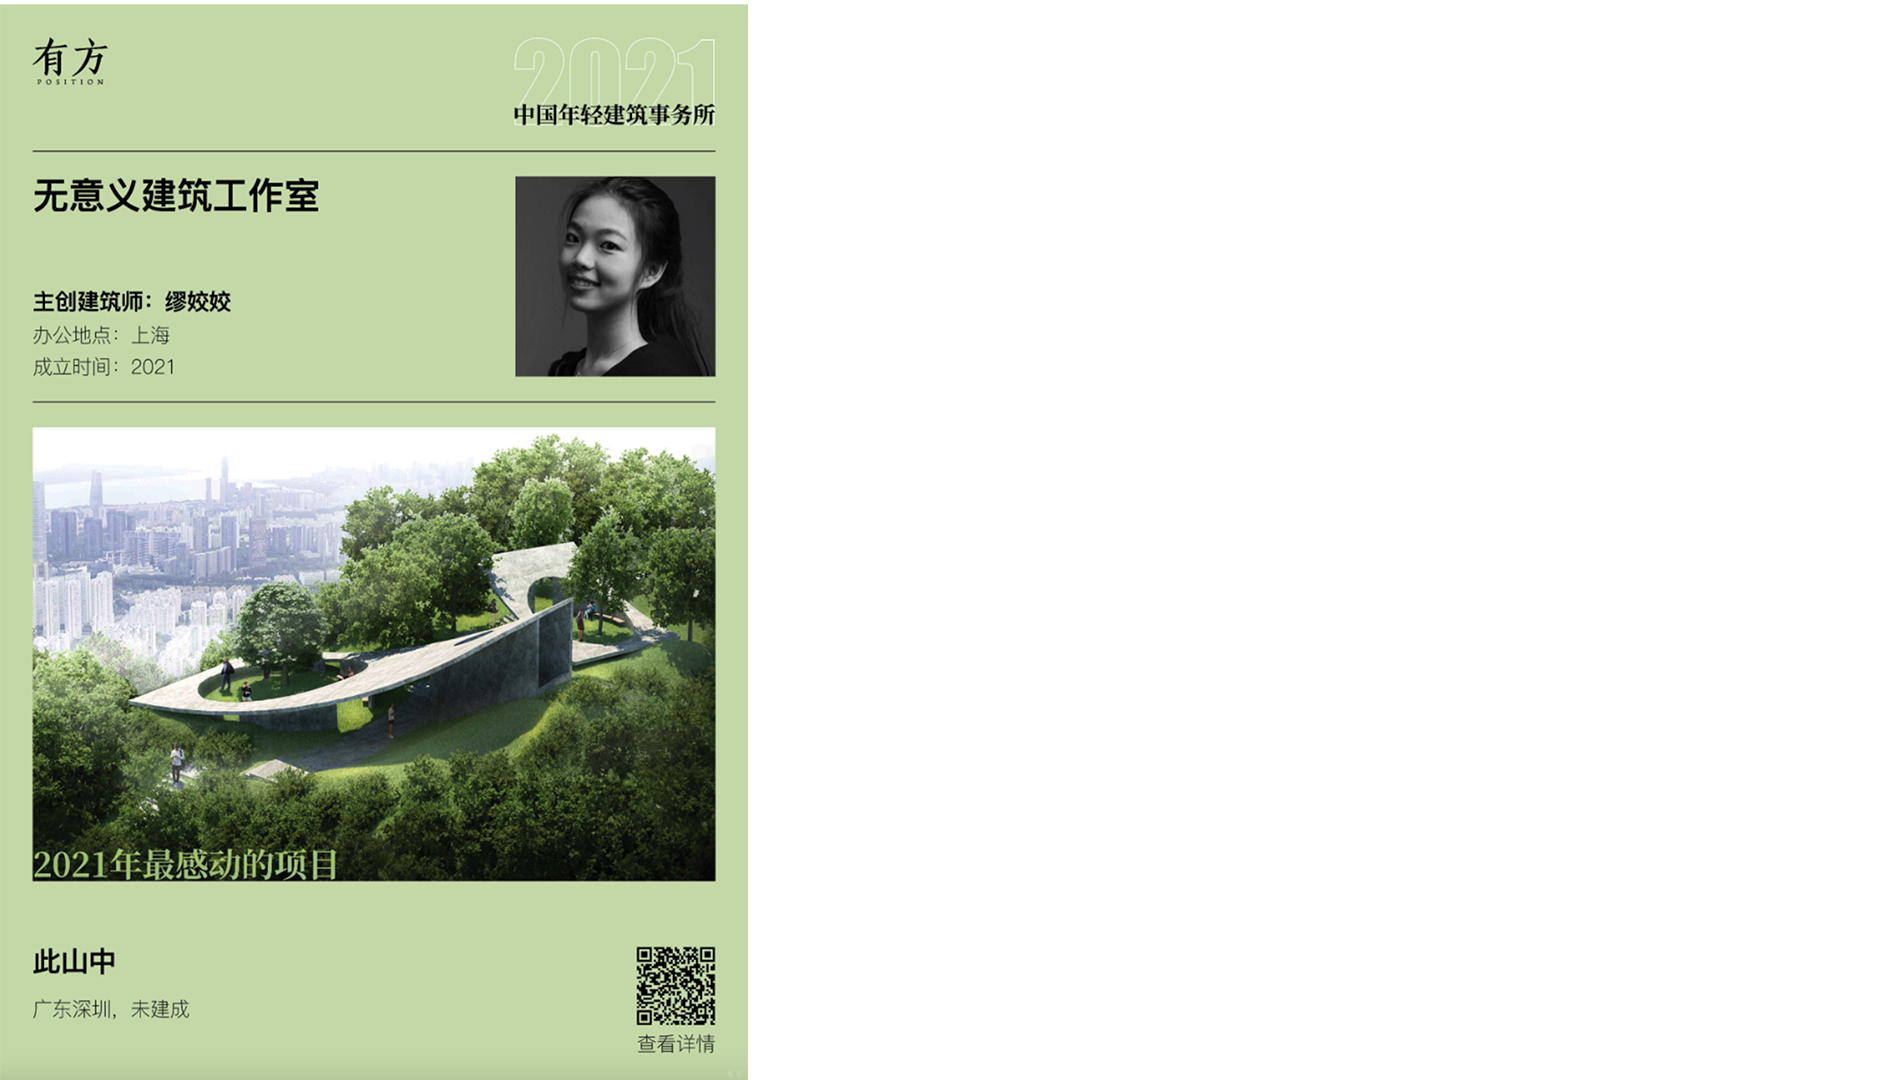 有方
POSITION
2021
中国年轻建筑事务所
无意义建筑工作室
主创建筑师：缪姣姣
办公地点：上海
成立时间：2021
2021年最感动的项目
此山中
广东深圳，未建成
查看详情